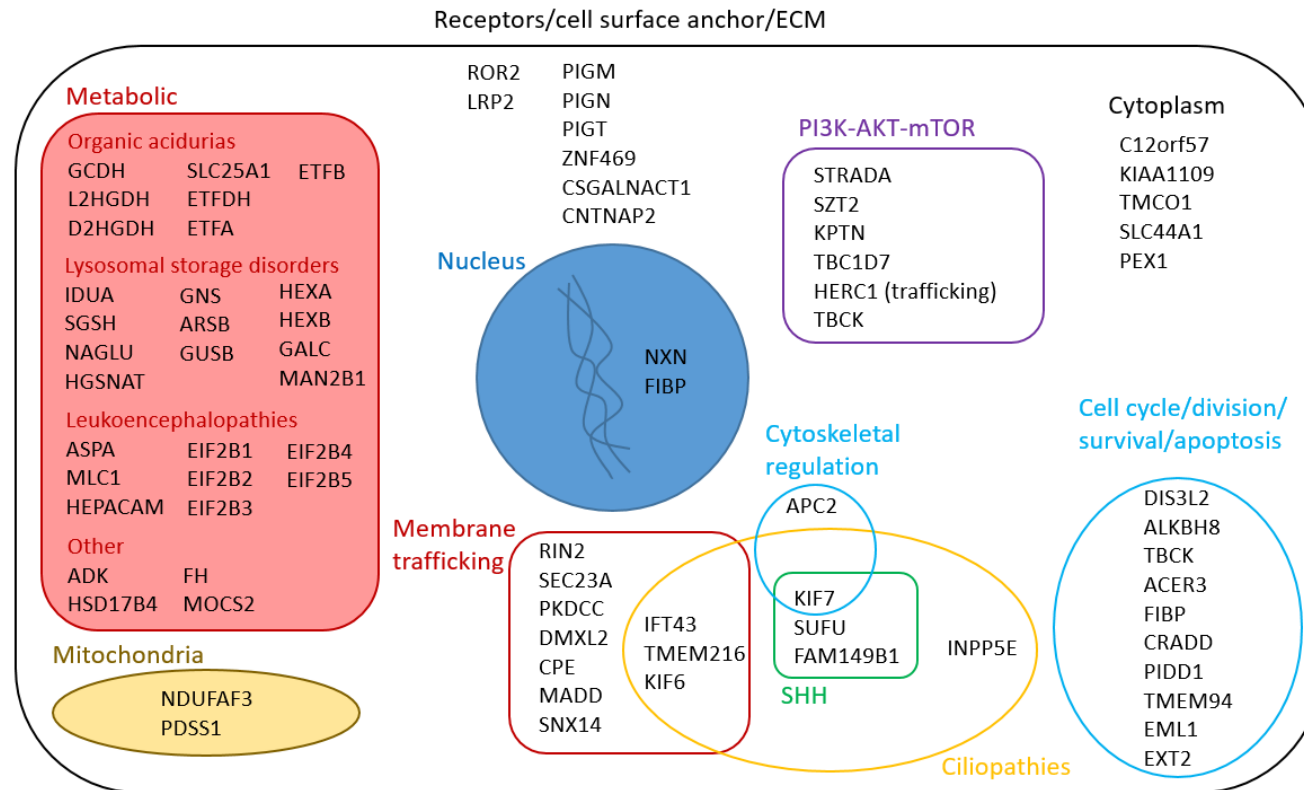 Receptors/cell surface anchor/ECM
Metabolic
Organic acidurias
GCDH SLC25A1 ETFB
L2HGDH ETFDH
D2HGDH ETFA
Lysosomal storage disorders
IDUA GNS HEXA
SGSH ARSB HEXB
NAGLU GUSB GALC
HGSNAT MAN2B1
Leukoencephalopathies
ASPA EIF2B1 EIF2B4
MLC1 EIF2B2 EIF2B5
HEPACAM EIF2B3
Other
ADK FH
HSD17B4 MOCS2
Mitochondria
NDUFAF3
PDSS1
ROR2 PIGM
LRP2 PIGN
PIGT
ZNF469
CSGALNACT1
CNTNAP2
Nucleus
NXN
FIBP
PI3K-AKT-mTOR
STRADA
SZT2
KPTN
TBC1D7
HERC1 (trafficking)
TBCK
Cytoplasm
C12orf57
KIAA1109
TMCO1
SLC44A1
PEX1
Membrane
trafficking
RIN2
SEC23A
PKDCC
DMXL2
CPE
MADD
SNX14
IFT43
TMEM216
KIF6
Cytoskeletal
regulation
APC2
KIF7
SUFU
FAM149B1
SHH
INPP5E
Ciliopathies
Cell cycle/division/
survival/apoptosis
DIS3L2
ALKBH8
TBCK
ACER3
FIBP
CRADD
PIDD1
TMEM94
EML1
EXT2